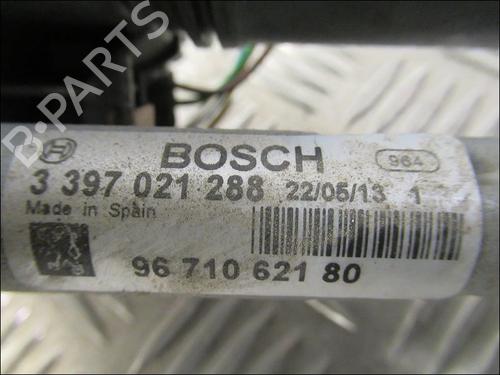 B-PARTS
BOSCH
964
3 397 021 288 22/05/13 1
Made in Spain
96 710 621 80